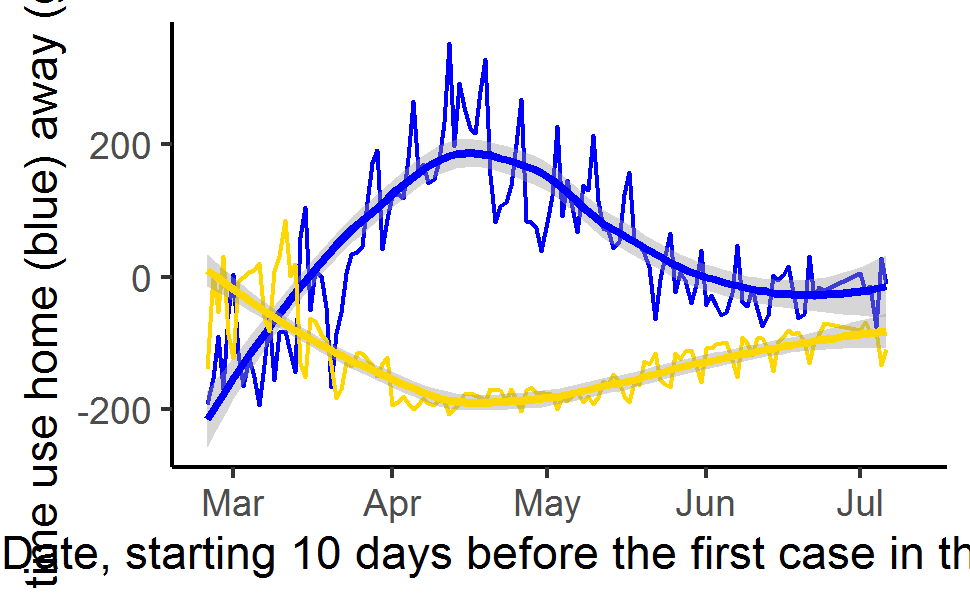 time use home (blue) away (
200
0
-200
Mar Apr May Jun Jul
Date, starting 10 days before the first case in th